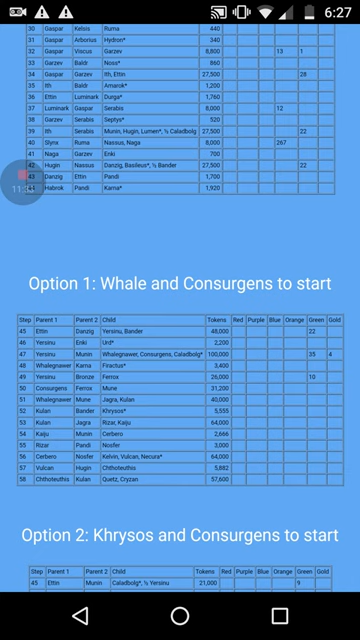 6:27
30 Gaspar Kelsis Ruma 440
31 Gaspar Arborius Hydron* 340
32 Gaspar Viscus Garzev 8,800 13 1
33 Garzev Baldr Noss* 860
34 Gaspar Garzev Ith, Ettin 27,500 28
35 Ith Baldr Amarok* 1,200
36 Ettin Luminark Durga* 1,760
37 Luminark Gaspar Serabis 8,000 12
38 Garzev Serabis Septys* 520
39 Ith Serabis Munin, Hugin, Lumen*, ½ Caladbolg 27,500 22
40 Slyra Ruma Nassus, Naga 8,000 267
41 Naga Garzev Enki 700
42 Hugin Nassus Danzig, Basileus*, ½ Bander 27,500 22
43 Danzig Ettin Pandi 1,700
Habrok Pandi Kama* 1,920
Option 1: Whale and Consurgens to start
Step Parent 1 Parent 2 Child Tokens Red Purple Blue Orange Green Gold
45 Ettin Danzig Yersinu, Bander 48,000 22
46 Yersinu Enki Urd* 2,200
47 Yersinu Munin Whalegnawer, Consurgens, Caladbolg* 100,000 35 4
48 Whalegnawer Kama Firactus* 3,400
49 Yersinu Bronze Ferrox 26,000 10
50 Consurgens Ferrox Mune 31,200
51 Whalegnawer Mune Jagra, Kulan 40,000
52 Kulan Bander Khrysos* 5,555
53 Kulan Jagra Rizar, Kaiju 64,000
54 Kaiju Munin Cerbero 2,666
55 Rizar Pandi Nosfer 3,000
56 Cerbero Nosfer Kelvin, Vulcan, Necura* 64,000
57 Vulcan Hugin Chthoteuthis 5,882
58 Chthoteuthis Kulan Quetz, Cryzan 57,600
Option 2: Khrysos and Consurgens to start
Step Parent 1 Parent 2 Child Tokens Red Purple Blue Orange Green Gold
45 Ettin Munin Caladbolg*, ½ Yersinu 21,000 9